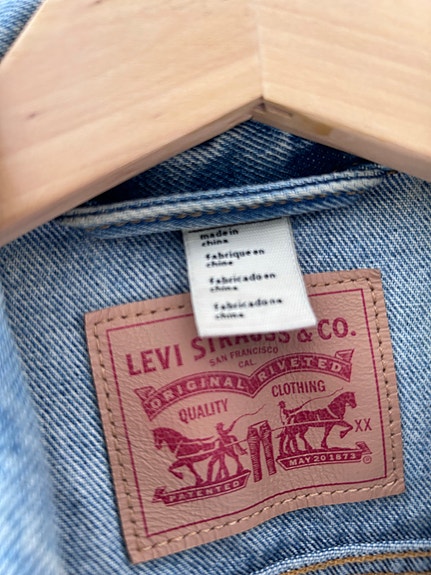 made in
china
fabriqué en
chine
fabricado en
china
fabricado na
china
LEVI STRAUSS & CO.
SAN FRANCISCO
CAL
ORIGINAL RIVETED
QUALITY CLOTHING
XX
PATENTED MAY 20 1873
®